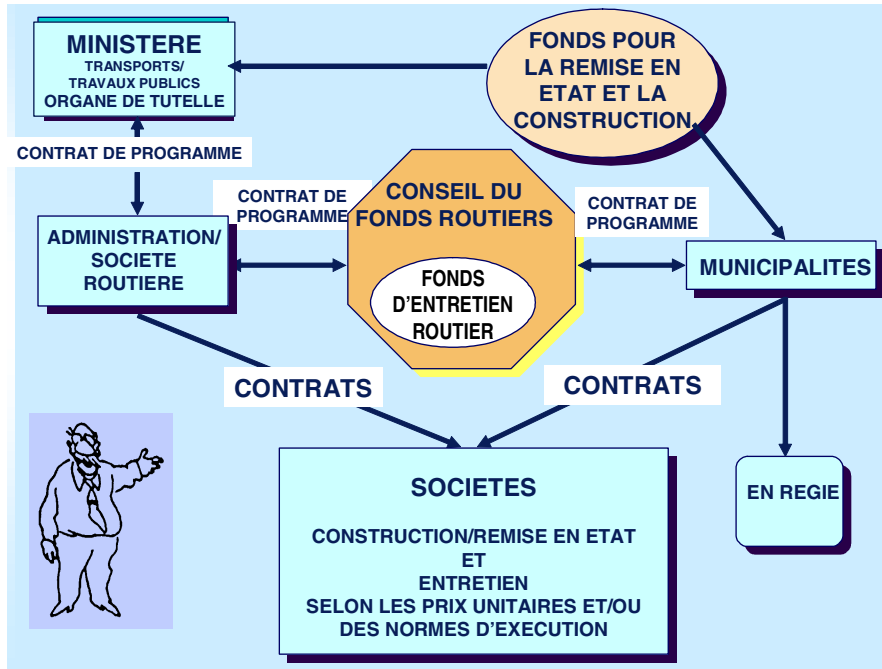 MINISTERE
TRANSPORTS/
TRAVAUX PUBLICS
ORGANE DE TUTELLE
FONDS POUR
LA REMISE EN
ETAT ET LA
CONSTRUCTION
CONTRAT DE PROGRAMME
CONTRAT DE
PROGRAMME
CONSEIL DU
FONDS ROUTIERS
CONTRAT DE
PROGRAMME
ADMINISTRATION/
SOCIETE
ROUTIERE
FONDS
D'ENTRETIEN
ROUTIER
MUNICIPALITES
CONTRATS
CONTRATS
SOCIETES
CONSTRUCTION/REMISE EN ETAT
ET
ENTRETIEN
SELON LES PRIX UNITAIRES ET/OU
DES NORMES D'EXECUTION
EN REGIE